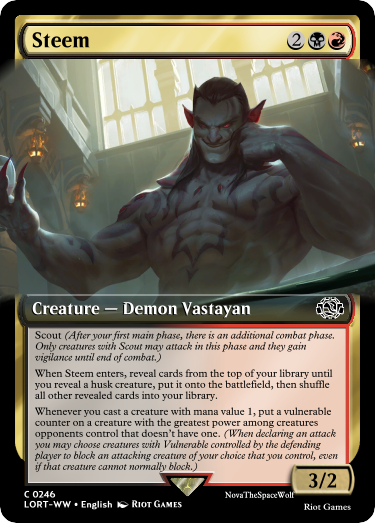 Steem 2
Creature — Demon Vastayan
Scout (After your first main phase, there is an additional combat phase.
Only creatures with Scout may attack in this phase and they gain
vigilance until end of combat.)
When Steem enters, reveal cards from the top of your library until
you reveal a husk creature, put it onto the battlefield, then shuffle
all other revealed cards into your library.
Whenever you cast a creature with mana value 1, put a vulnerable
counter on a creature with the greatest power among creatures
opponents control that doesn't have one. (When declaring an attack
you may choose creatures with Vulnerable controlled by the defending
player to block an attacking creature of your choice that you control, even
if that creature cannot normally block.)
3/2
C 0246 NovaTheSpaceWolf
LORT-WW • English Riot Games Riot Games